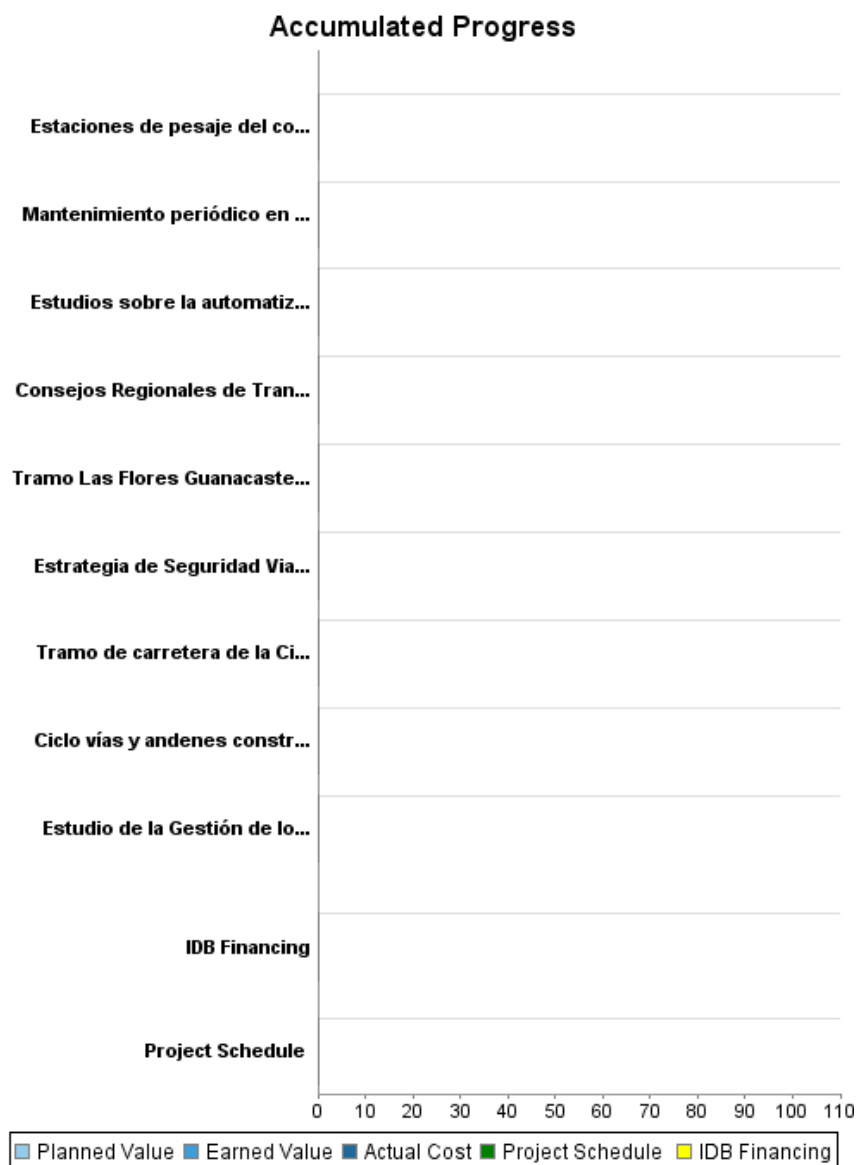 Accumulated Progress
Estaciones de pesaje del co...
Mantenimiento periódico en ...
Estudios sobre la automatiz...
Consejos Regionales de Tran...
Tramo Las Flores Guanacaste...
Estrategia de Seguridad Via...
Tramo de carretera de la Ci...
Ciclo vías y andenes constr...
Estudio de la Gestión de lo...
IDB Financing
Project Schedule
0 10 20 30 40 50 60 70 80 90 100 110
Planned Value Earned Value Actual Cost Project Schedule IDB Financing